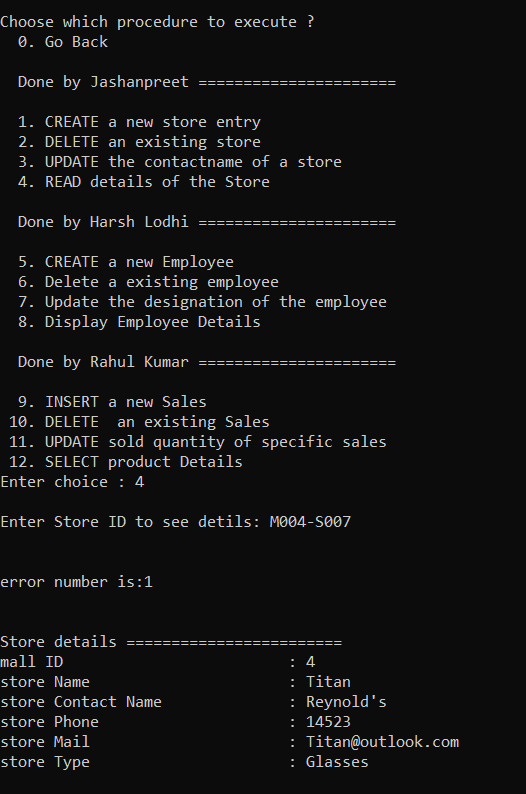 Choose which procedure to execute ?
0. Go Back
Done by Jashanpreet ======================
1. CREATE a new store entry
2. DELETE an existing store
3. UPDATE the contactname of a store
4. READ details of the Store
Done by Harsh Lodhi ======================
5. CREATE a new Employee
6. Delete a existing employee
7. Update the designation of the employee
8. Display Employee Details
Done by Rahul Kumar ======================
9. INSERT a new Sales
10. DELETE  an existing Sales
11. UPDATE sold quantity of specific sales
12. SELECT product Details
Enter choice : 4
Enter Store ID to see detils: M004-S007
error number is:1
Store details ========================
mall ID : 4
store Name : Titan
store Contact Name : Reynold's
store Phone : 14523
store Mail : Titan@outlook.com
store Type : Glasses